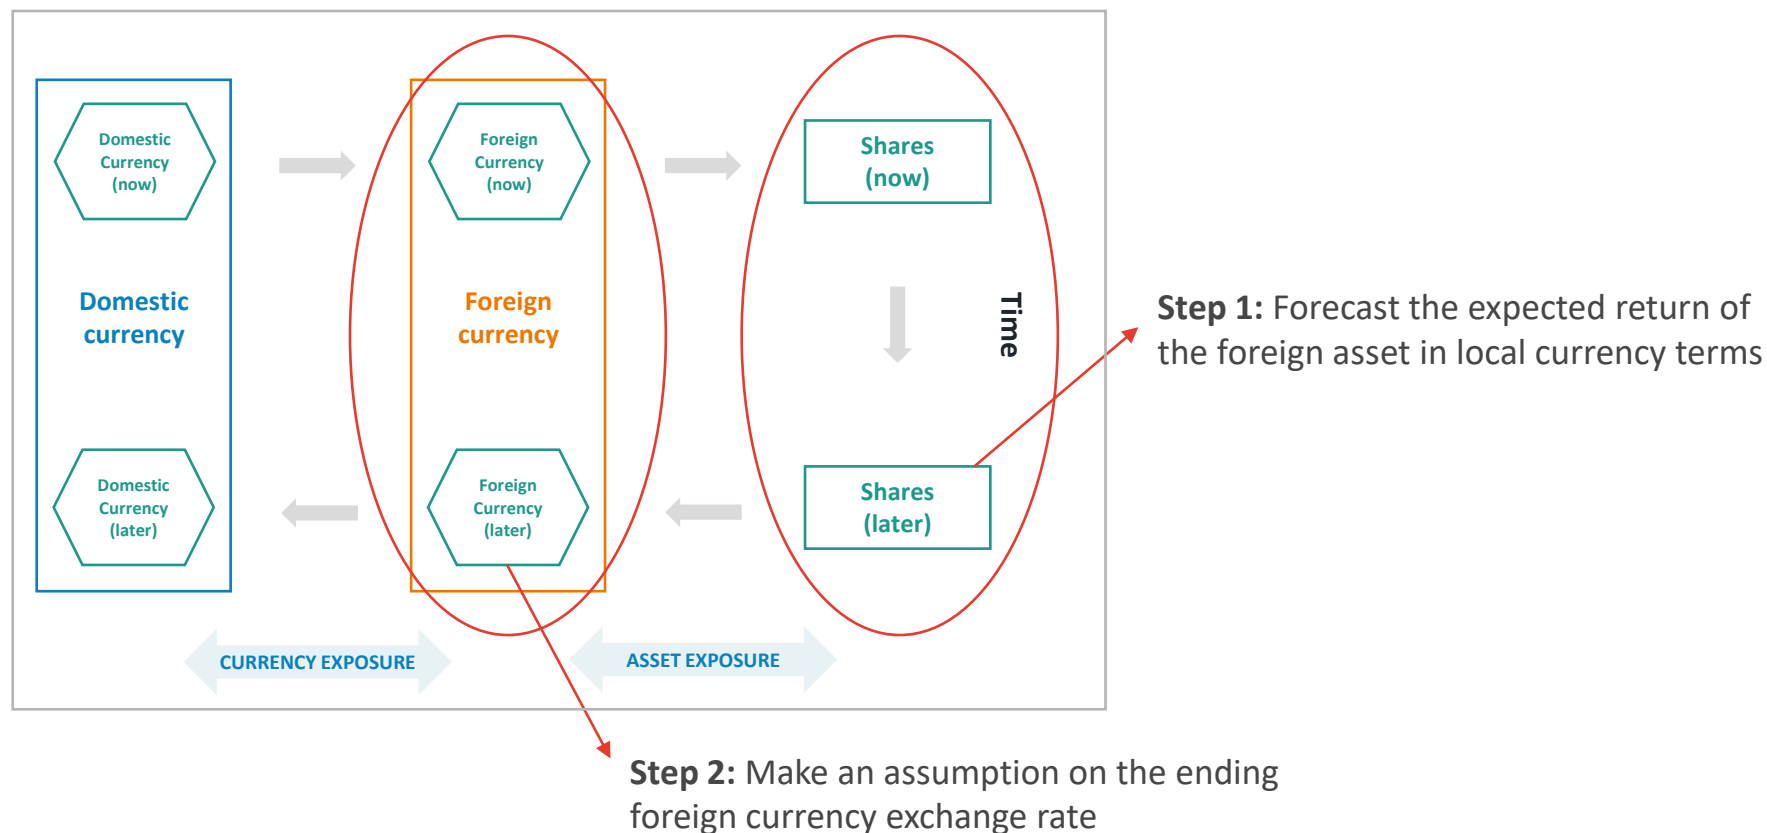 Domestic
Currency
(now)
Foreign
Currency
(now)
Shares
(now)
Domestic
currency
Foreign
currency
Time
Step 1: Forecast the expected return of
the foreign asset in local currency terms
Domestic
Currency
(later)
Foreign
Currency
(later)
Shares
(later)
CURRENCY EXPOSURE
ASSET EXPOSURE
Step 2: Make an assumption on the ending
foreign currency exchange rate